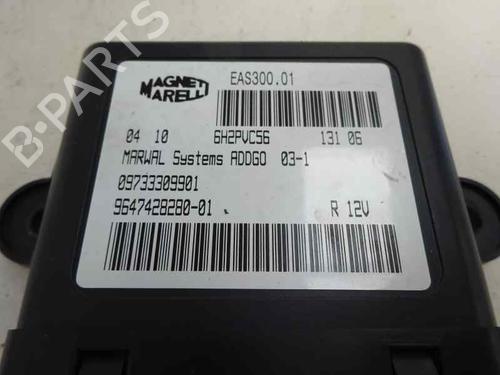 MAGNETI
MARELLI
EAS300.01
04 10 6H2PVC56 131 06
MARWAL Systems ADDGO 03-1
09733309901
9647428280-01 R 12V
B-PARTS